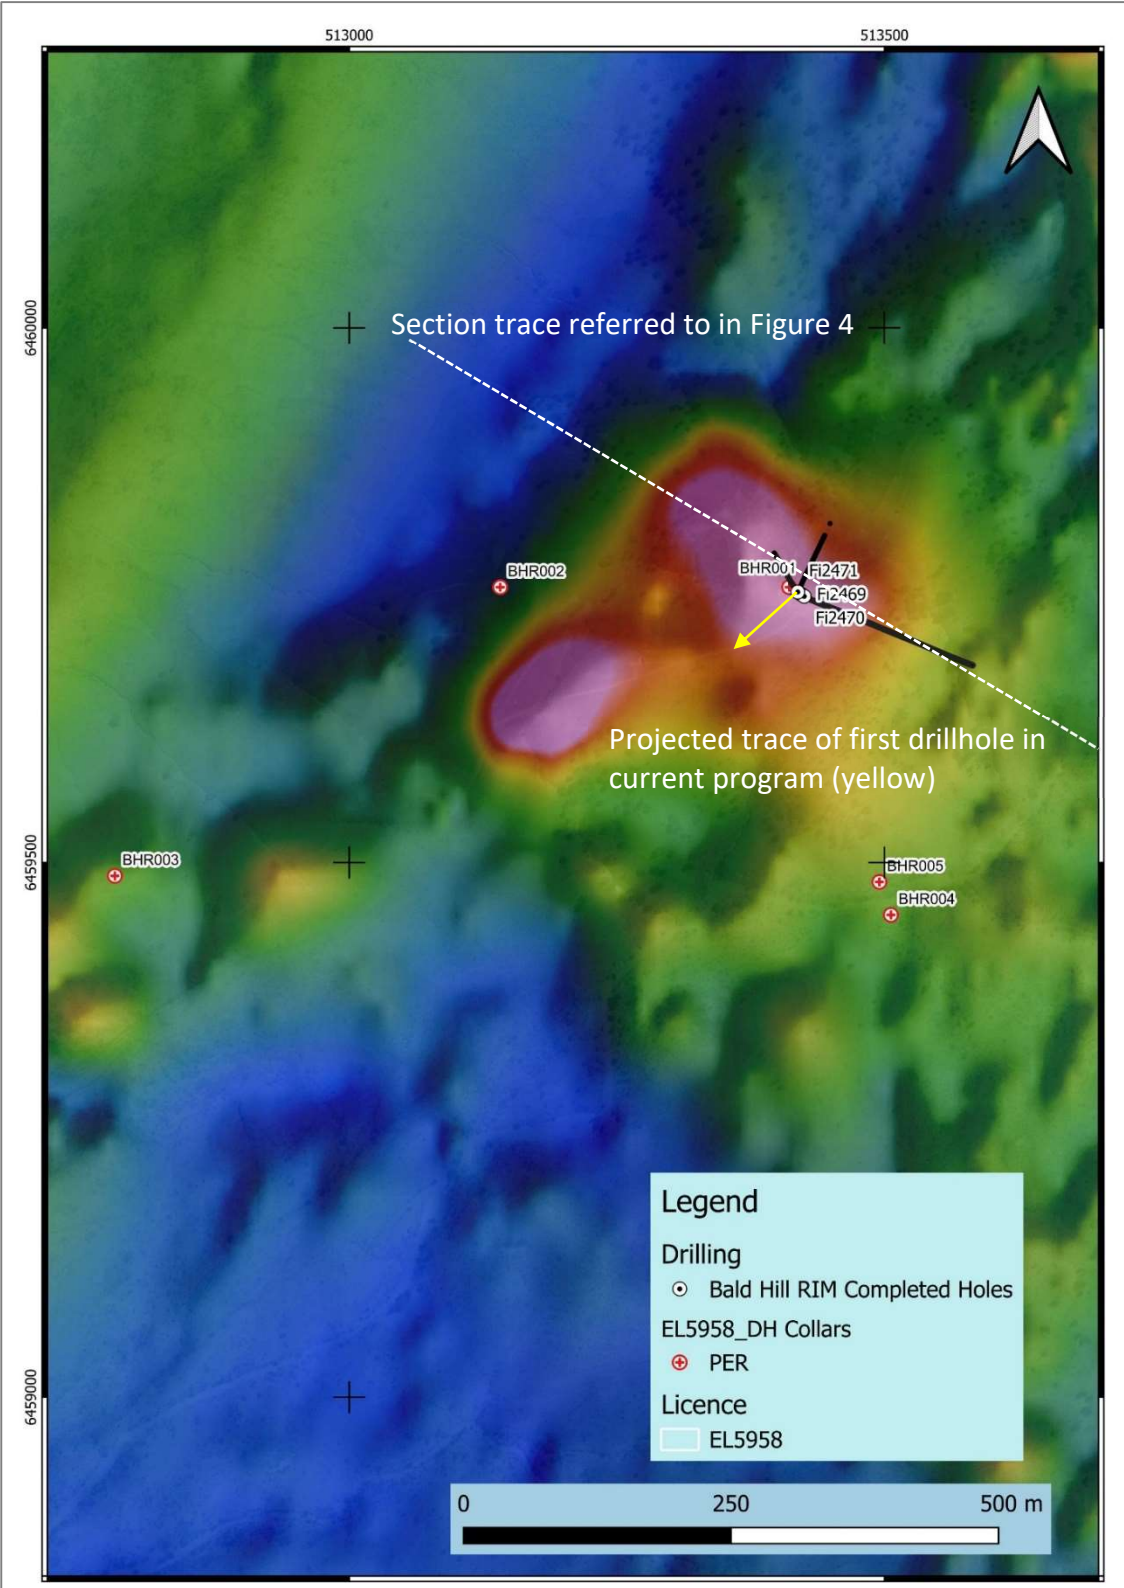 513000
513500
6460000
Section trace referred to in Figure 4
BHR002
BHR001
Fi2471
Fi2469
Fi2470
Projected trace of first drillhole in
current program (yellow)
6459500
BHR003
BHR005
BHR004
6459000
Legend
Drilling
Bald Hill RIM Completed Holes
EL5958_DH Collars
PER
Licence
EL5958
0 250 500 m